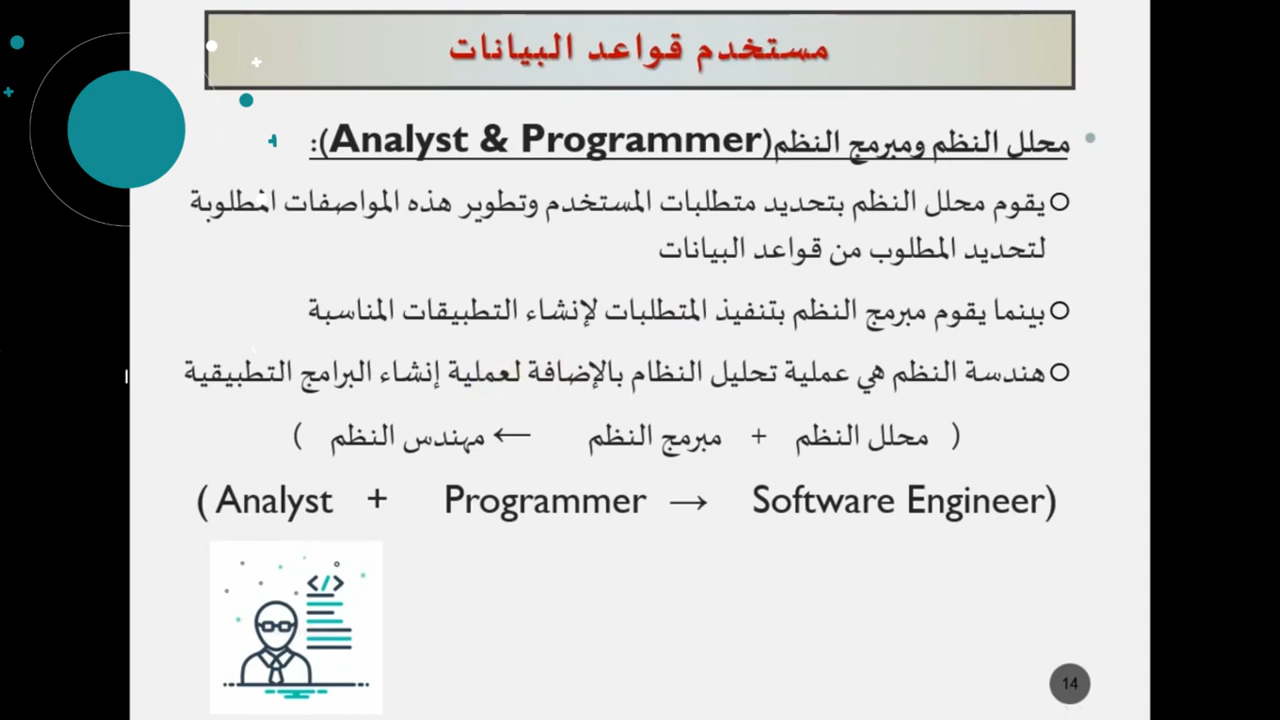 مستخدم قواعد البيانات
محلل النظم ومبرمج النظم(Analyst & Programmer):
يقوم محلل النظم بتحديد متطلبات المستخدم وتطوير هذه المواصفات المطلوبة
لتحديد المطلوب من قواعد البيانات
بينما يقوم مبرمج النظم بتنفيذ المتطلبات لإنشاء التطبيقات المناسبة
هندسة النظم هي عملية تحليل النظام بالإضافة لعملية إنشاء البرامج التطبيقية
( محلل النظم + مبرمج النظم ← مهندس النظم )
( Analyst + Programmer → Software Engineer)
</>
14